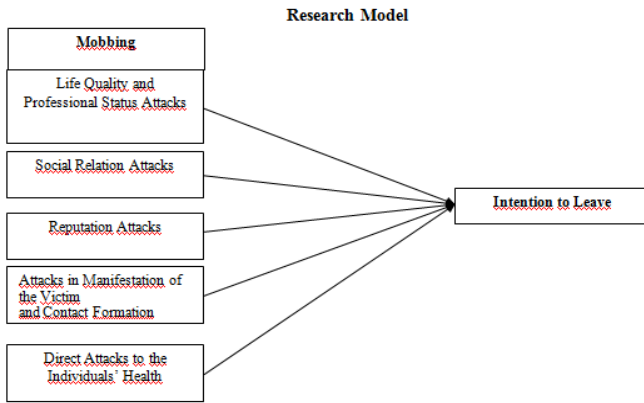 Research Model
Mobbing
Life Quality and
Professional Status Attacks
Social Relation Attacks
Reputation Attacks
Attacks in Manifestation of
the Victim
and Contact Formation
Direct Attacks to the
Individuals’ Health
Intention to Leave